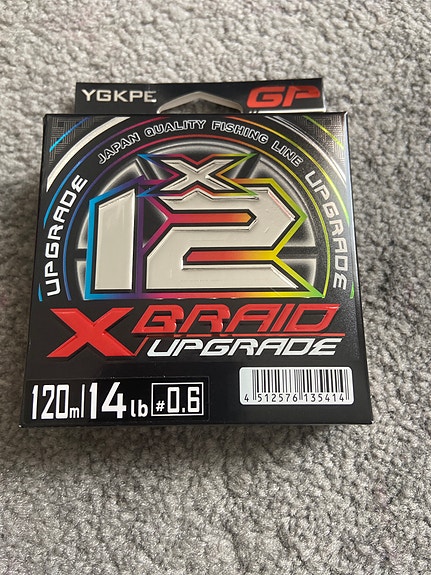 YGKPE GP
JAPAN QUALITY FISHING LINE
UPGRADE
UPGRADE
X
12
X BRAID
UPGRADE
120m/14lb #0.6
4 512576 135414